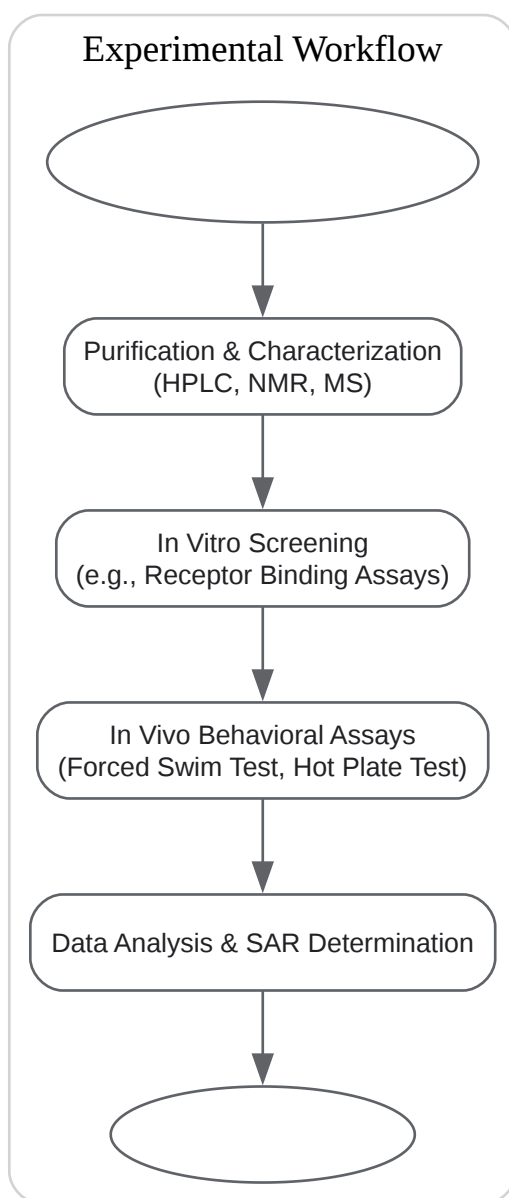 Experimental Workflow
Purification & Characterization
(HPLC, NMR, MS)
In Vitro Screening
(e.g., Receptor Binding Assays)
In Vivo Behavioral Assays
(Forced Swim Test, Hot Plate Test)
Data Analysis & SAR Determination